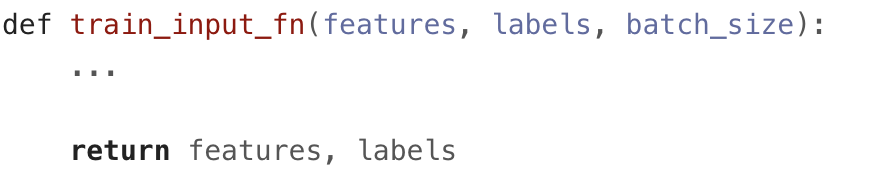 def train_input_fn(features, labels, batch_size):
    ...
    return features, labels